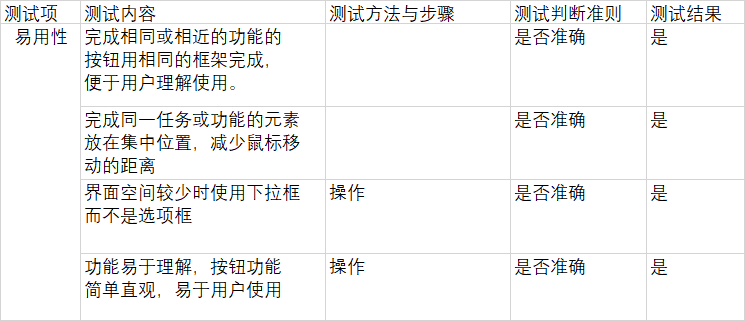 测试项 测试内容 测试方法与步骤 测试判断准则 测试结果
易用性 完成相同或相近的功能的 是否准确 是
按钮用相同的框架完成，
便于用户理解使用。
完成同一任务或功能的元素 是否准确 是
放在集中位置，减少鼠标移
动的距离
界面空间较少时使用下拉框 操作 是否准确 是
而不是选项框
功能易于理解，按钮功能 操作 是否准确 是
简单直观，易于用户使用